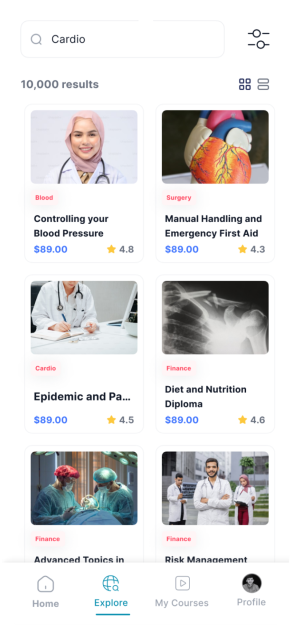 Cardio
10,000 results
Blood
Controlling your
Blood Pressure
$89.00
4.8
Surgery
Manual Handling and
Emergency First Aid
$89.00
4.3
Cardio
Epidemic and Pa...
$89.00
4.5
Finance
Diet and Nutrition
Diploma
$89.00
4.6
Finance
Advanced Topics in
Finance
Risk Management
Home
Explore
My Courses
Profile